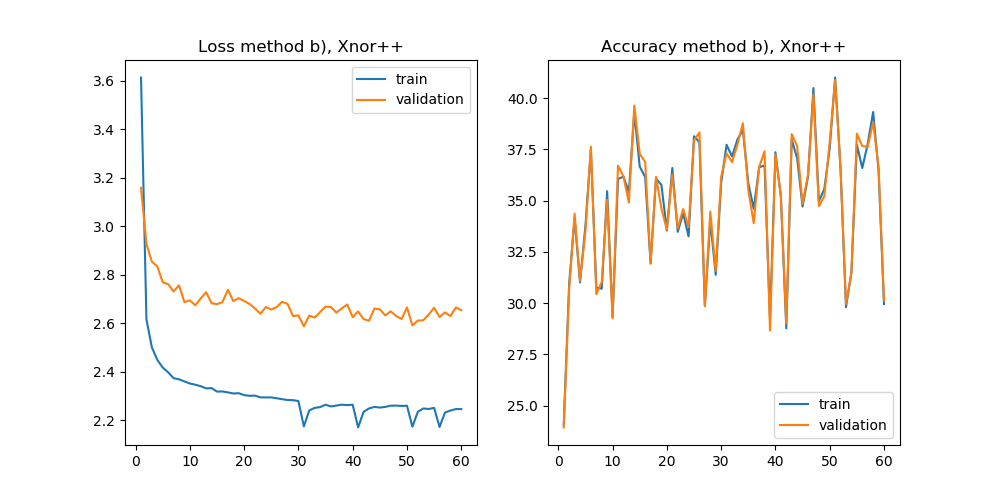 Loss method b), Xnor++
3.6
3.4
3.2
3.0
2.8
2.6
2.4
2.2
0 10 20 30 40 50 60
train
validation
Accuracy method b), Xnor++
40.0
37.5
35.0
32.5
30.0
27.5
25.0
0 10 20 30 40 50 60
train
validation